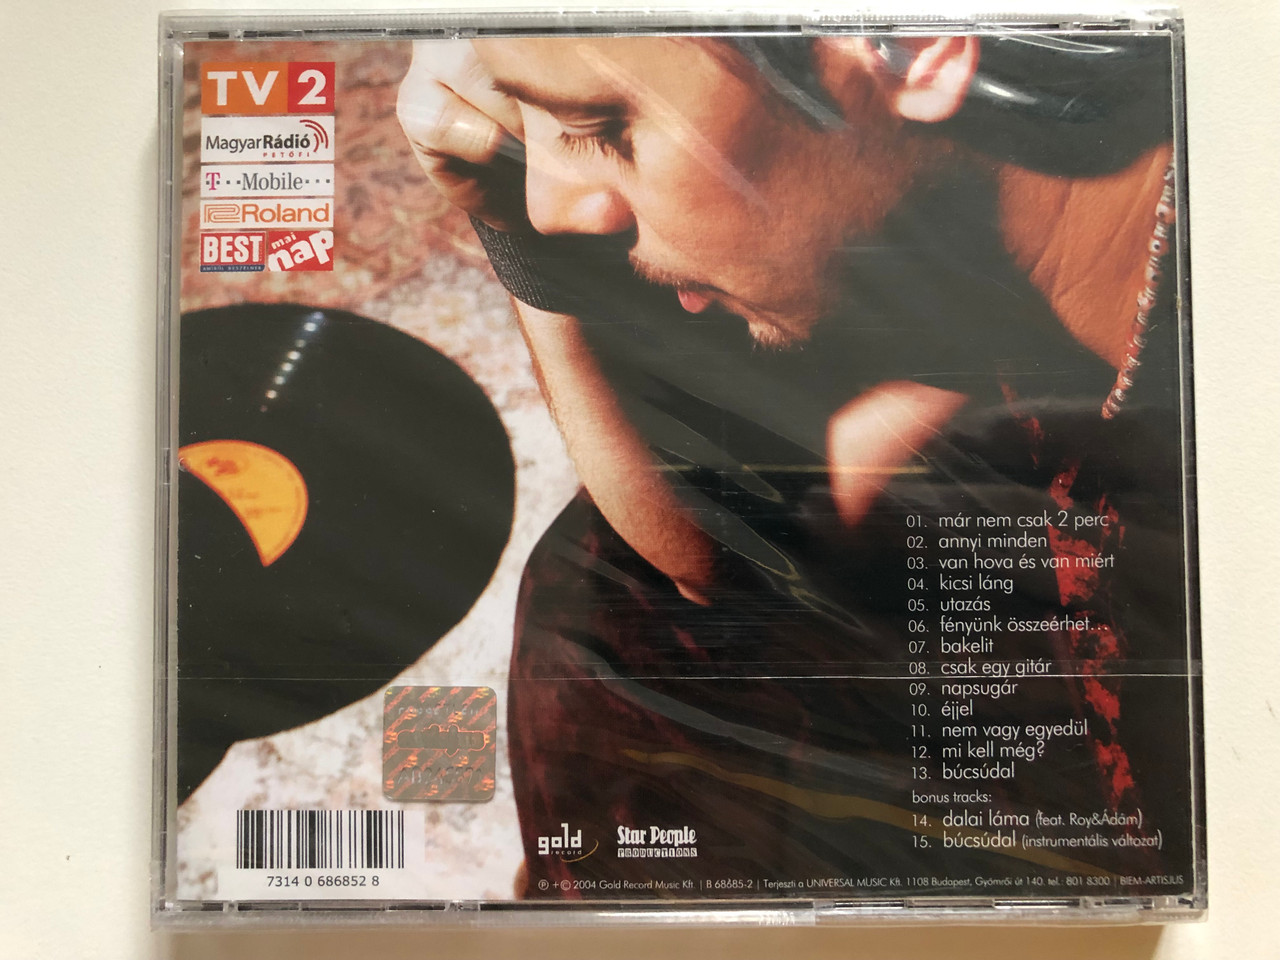 TV 2
MagyarRádió
PETŐFI
T··Mobile···
Roland
BEST
mai
nap
01. már nem csak 2 perc
02. annyi minden
03. van hova és van miért
04. kicsi láng
05. utazás
06. fényünk összeérhet...
07. bakelit
08. csak egy gitár
09. napsugár
10. éjjel
11. nem vagy egyedül
12. mi kell még?
13. búcsúdal
bonus tracks:
14. dalai láma (feat. Roy&Ádám)
15. búcsúdal (instrumentális változat)
gold
record
Star People
PRODUCTIONS
7314 0 686852 8
℗ + © 2004 Gold Record Music Kft. | B 68685-2 | Terjeszti a UNIVERSAL MUSIC Kft. 1108 Budapest, Gyömrői út 140. tel.: 801 8300 | BIEM-ARTISJUS